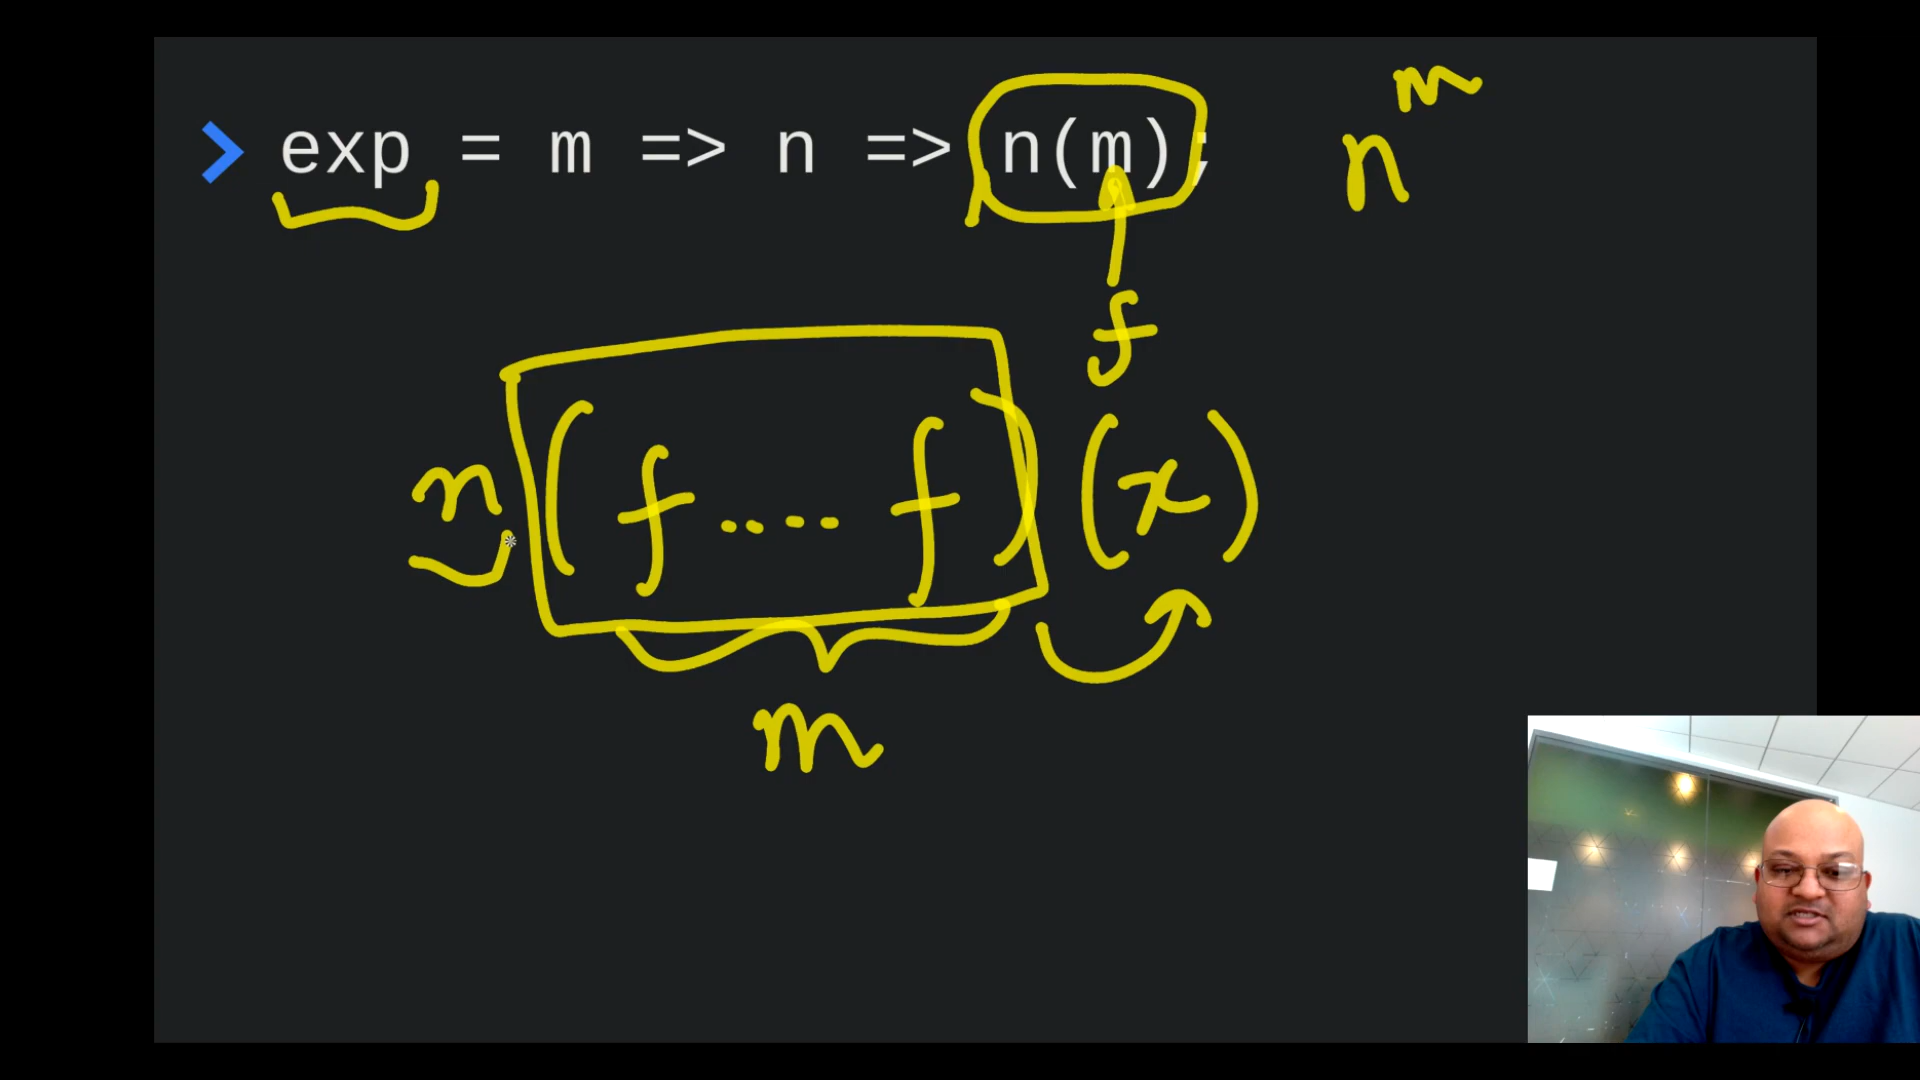 > exp = m => n => n(m);
n^m
f
n (f .... f) (x)
m